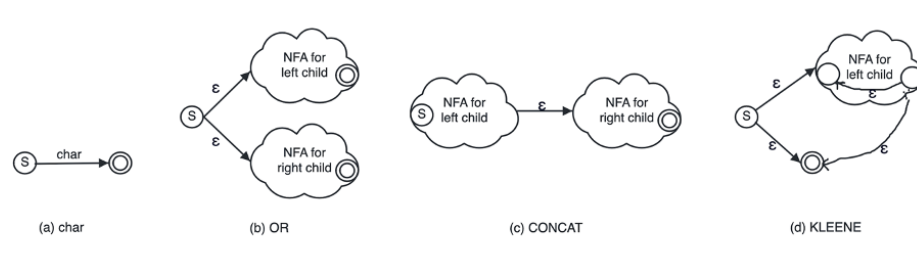 S
char
(a) char
S
ε
ε
NFA for
left child
NFA for
right child
(b) OR
S
NFA for
left child
ε
NFA for
right child
(c) CONCAT
S
ε
ε
NFA for
left child
ε
ε
(d) KLEENE